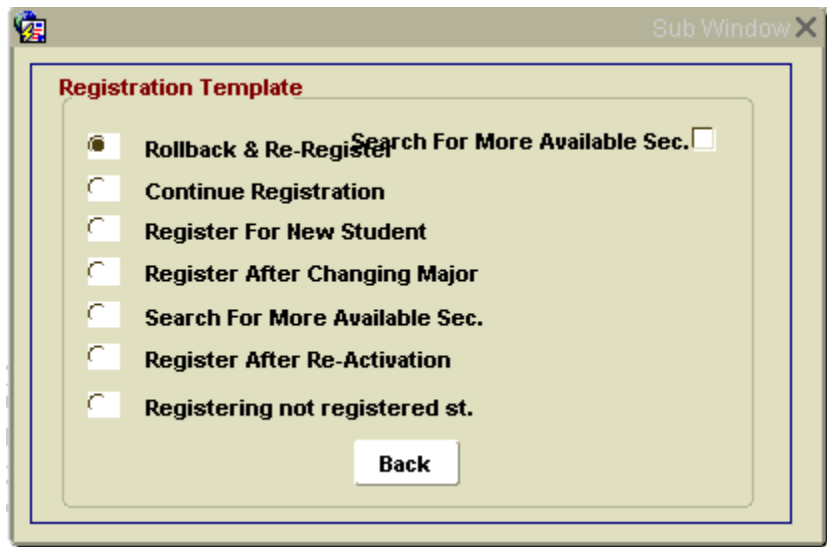 Sub Window
Registration Template
Rollback & Re-Register
Search For More Available Sec.
Continue Registration
Register For New Student
Register After Changing Major
Search For More Available Sec.
Register After Re-Activation
Registering not registered st.
Back